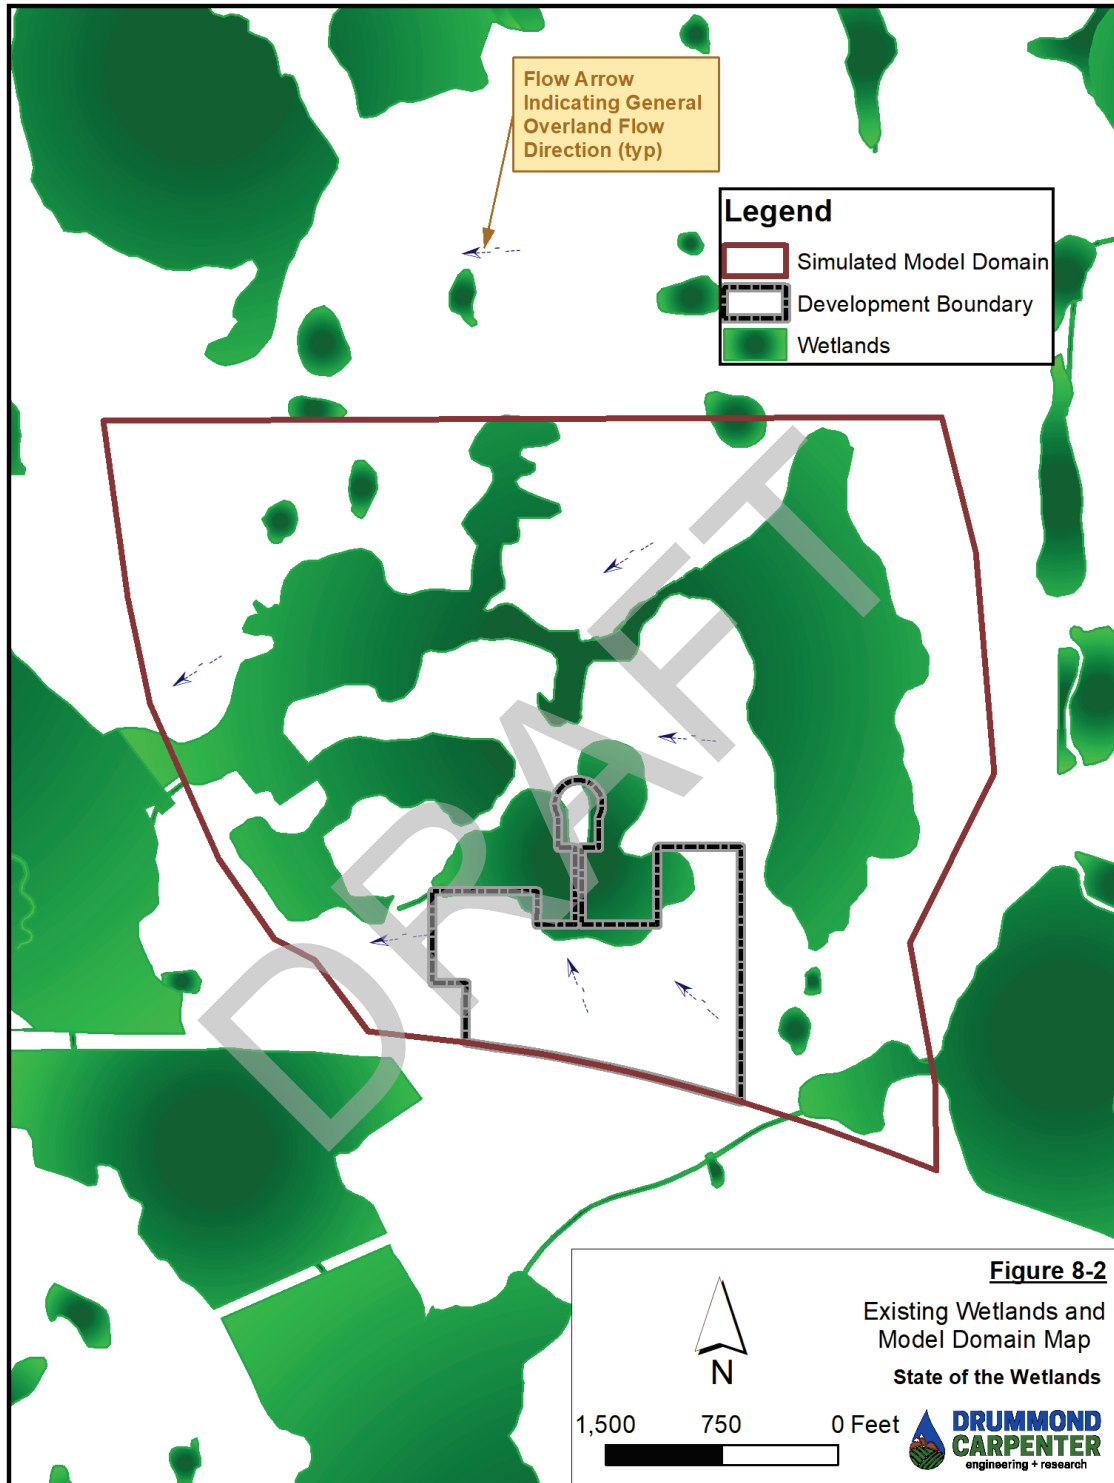 Flow Arrow
Indicating General
Overland Flow
Direction (typ)
Legend
Simulated Model Domain
Development Boundary
Wetlands
DRAFT
Figure 8-2
Existing Wetlands and
Model Domain Map
State of the Wetlands
N
1,500 750 0 Feet
DRUMMOND
CARPENTER
engineering + research